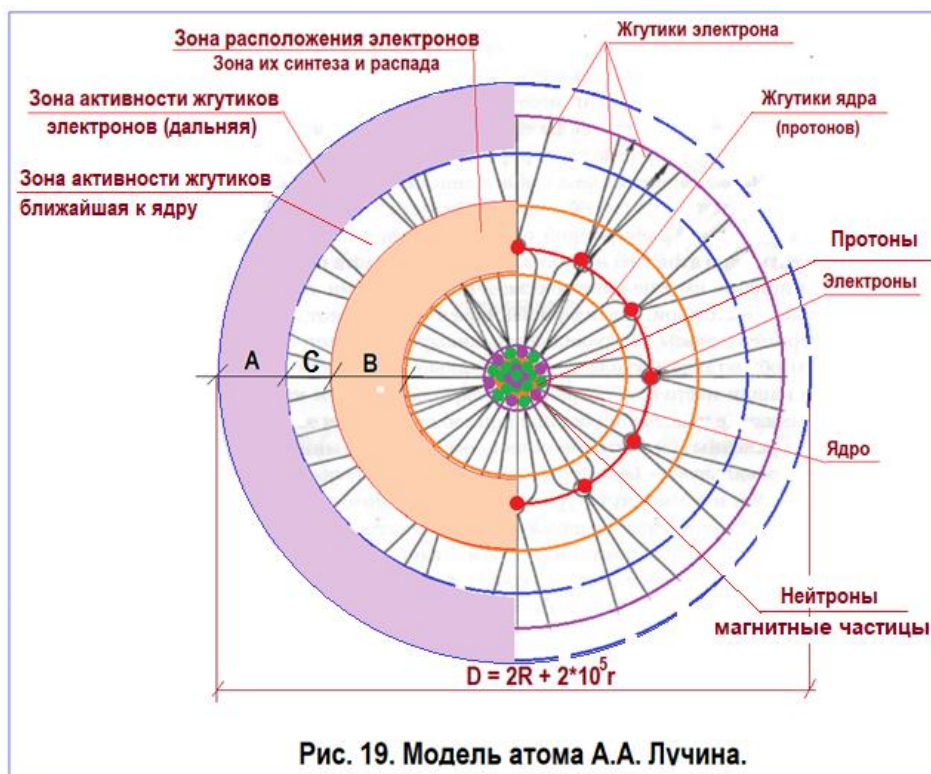 Зона расположения электронов
Зона их синтеза и распада
Жгутики электрона
Зона активности жгутиков
электронов (дальняя)
Жгутики ядра
(протонов)
Зона активности жгутиков
ближайшая к ядру
Протоны
Электроны
А С В
Ядро
Нейтроны
магнитные частицы
D = 2R + 2*10⁵r
Рис. 19. Модель атома А.А. Лучина.